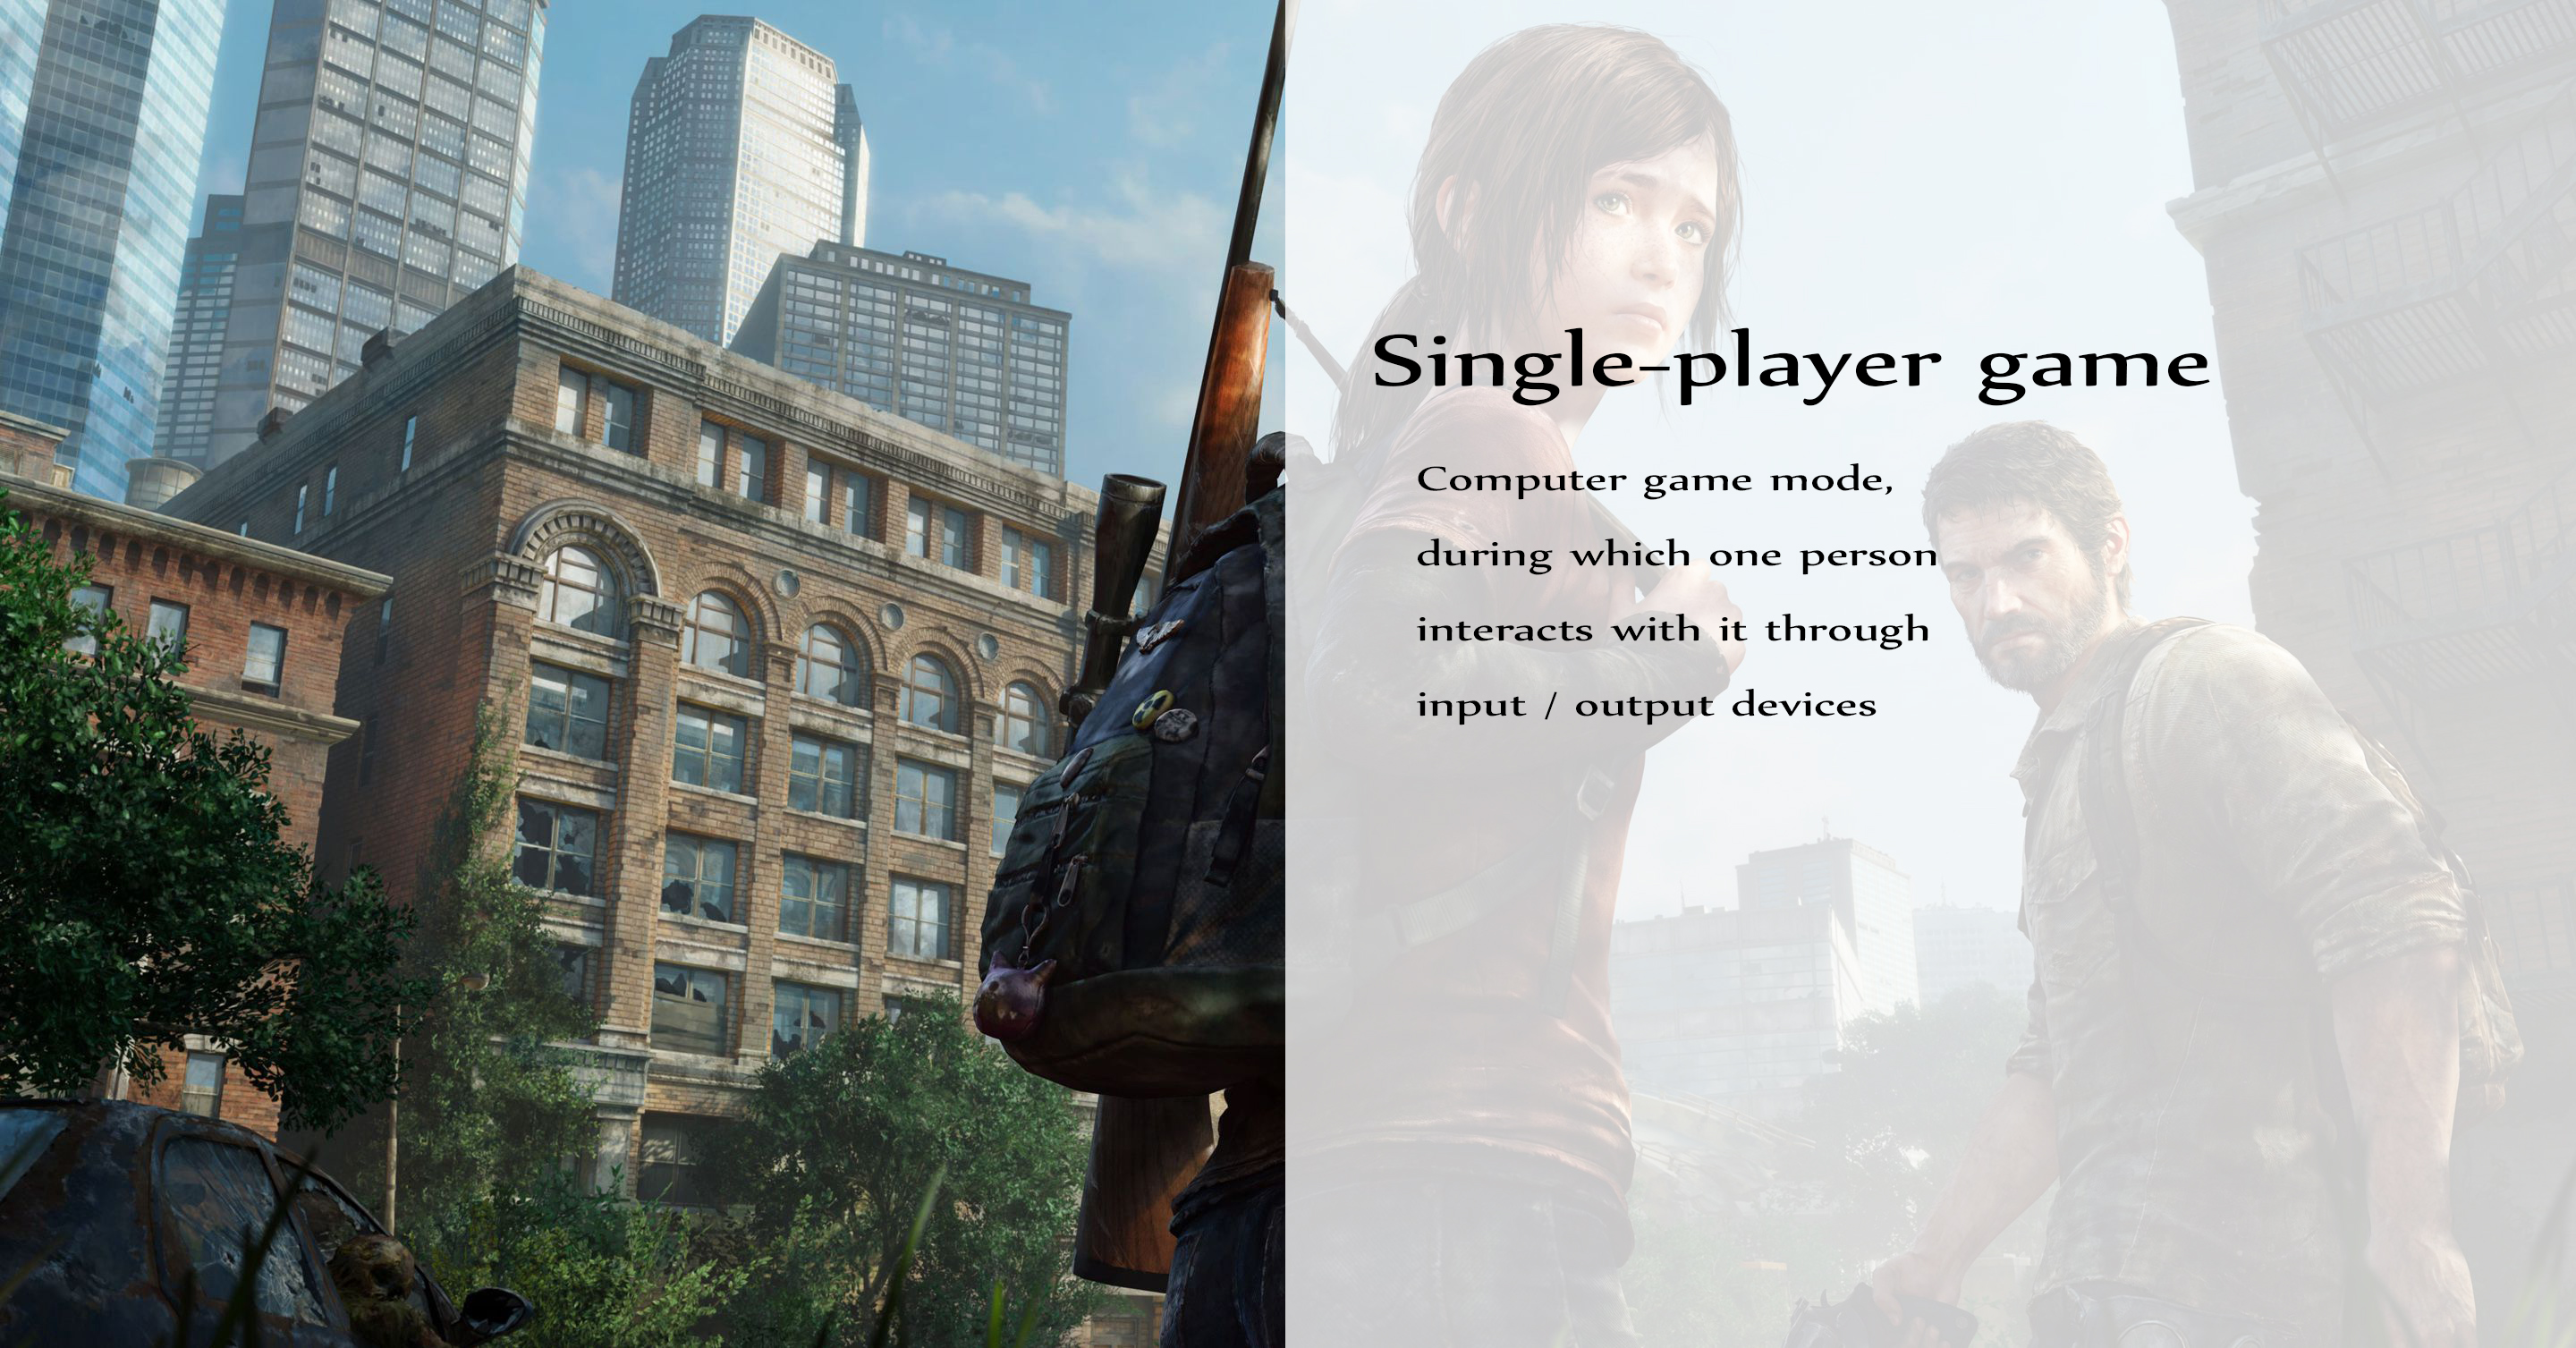 Single-player game
Computer game mode,
during which one person
interacts with it through
input / output devices